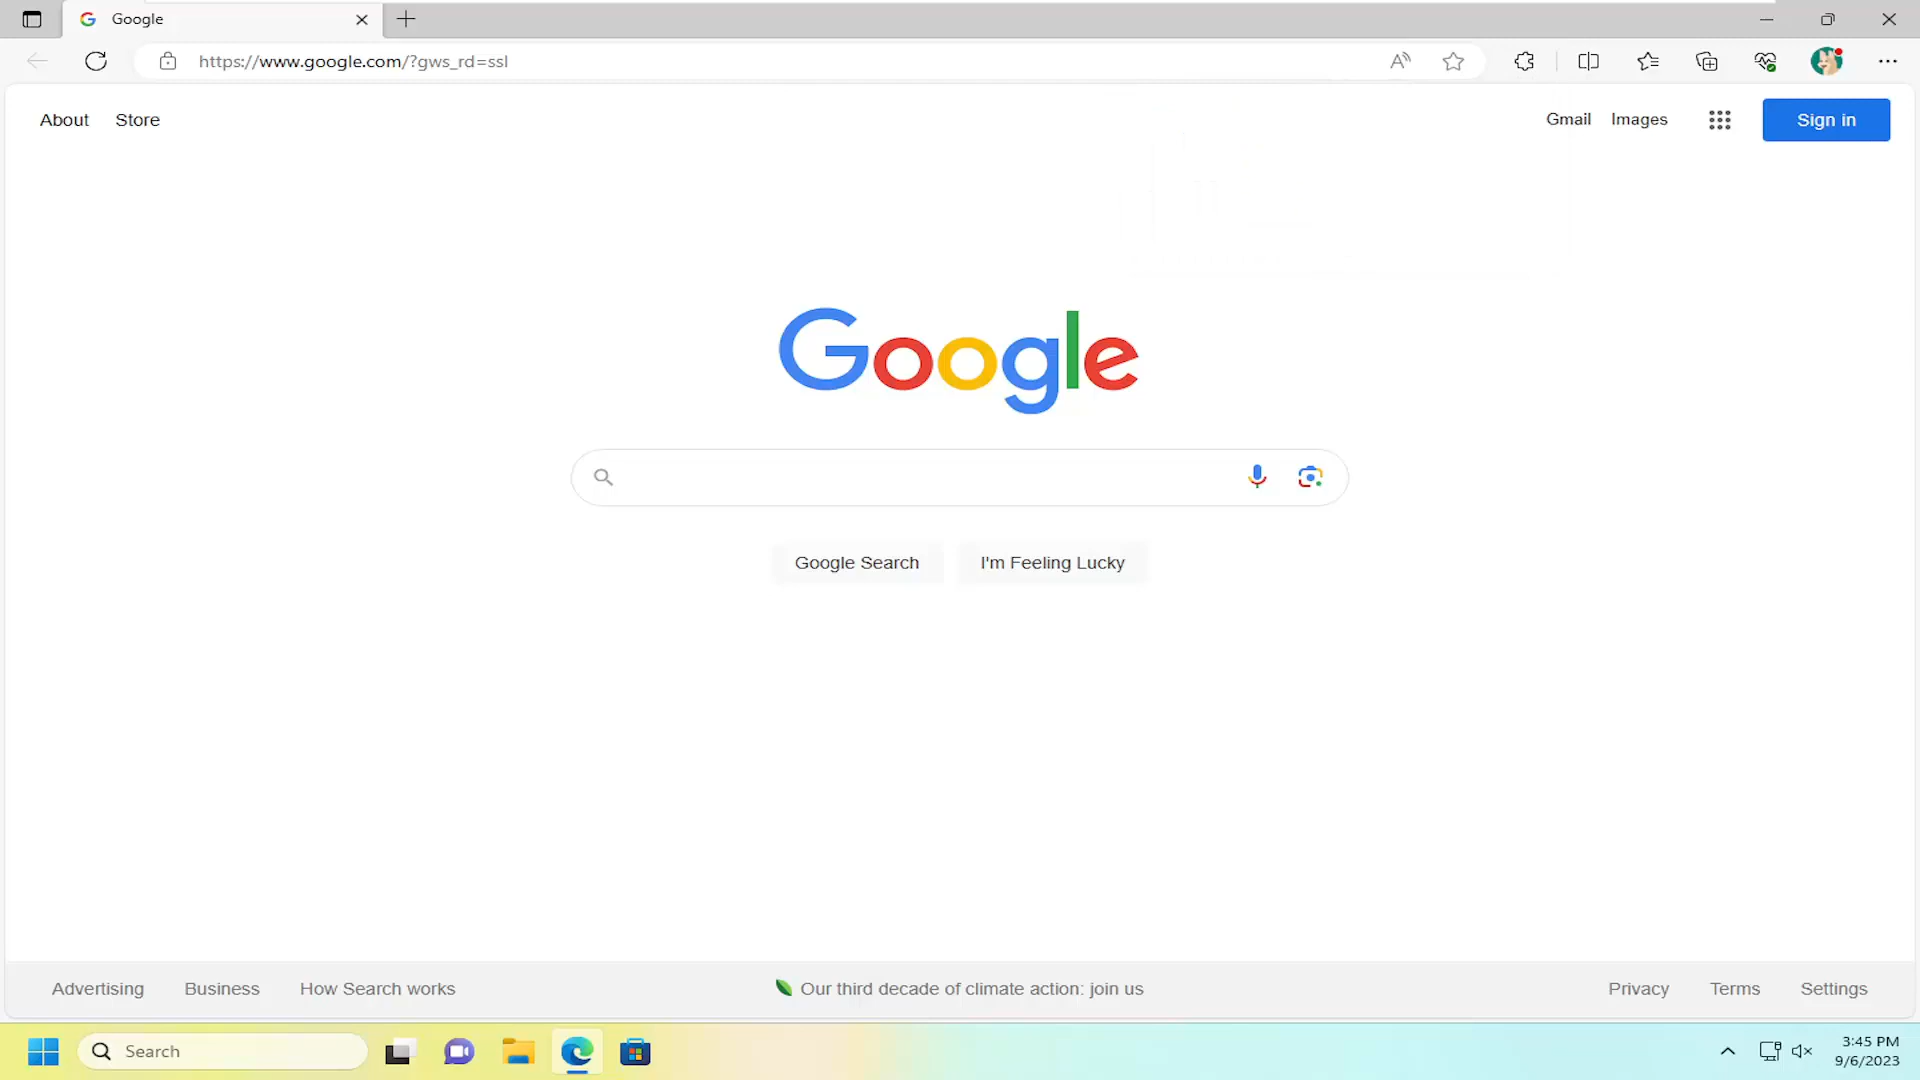 Google
https://www.google.com/?gws_rd=ssl
About Store
Gmail Images Sign in
Google
Google Search I'm Feeling Lucky
Advertising Business How Search works
Our third decade of climate action: join us
Privacy Terms Settings
Search
3:45 PM
9/6/2023